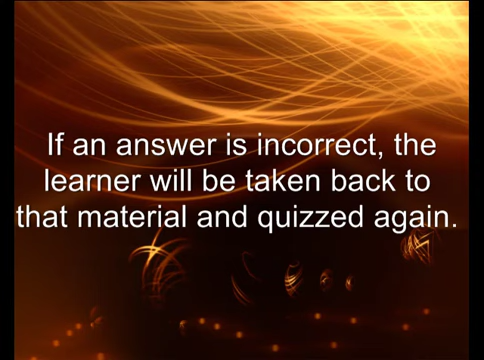 If an answer is incorrect, the
learner will be taken back to
that material and quizzed again.